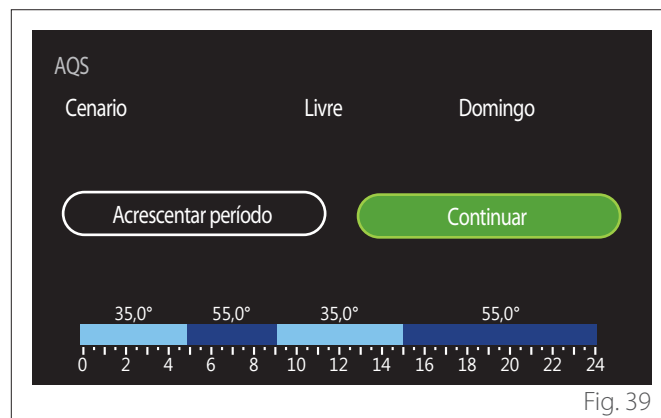 AQS
Cenario Livre Domingo
Acrescentar período Continuar
35,0° 55,0° 35,0° 55,0°
0 2 4 6 8 10 12 14 16 18 20 22 24
Fig. 39